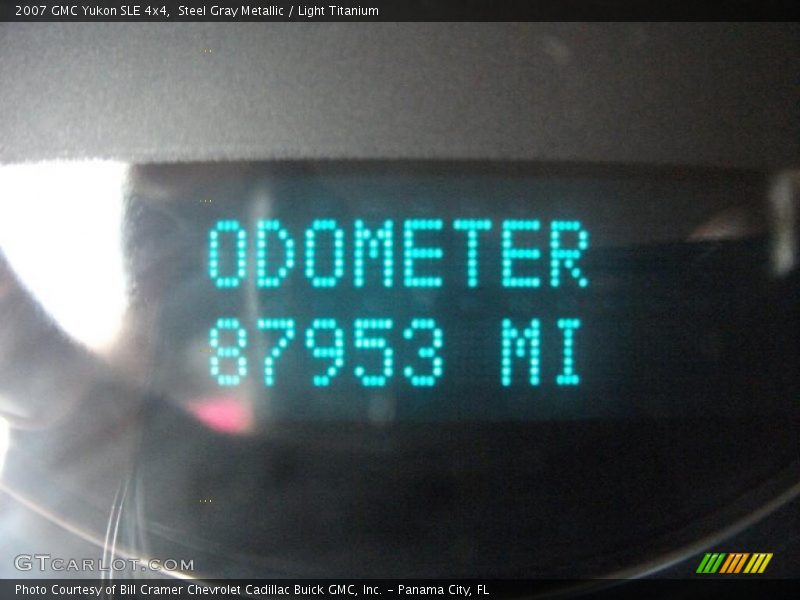 2007 GMC Yukon SLE 4x4,  Steel Gray Metallic / Light Titanium
ODOMETER
87953 MI
GTCARLOT.COM
Photo Courtesy of Bill Cramer Chevrolet Cadillac Buick GMC, Inc. – Panama City, FL